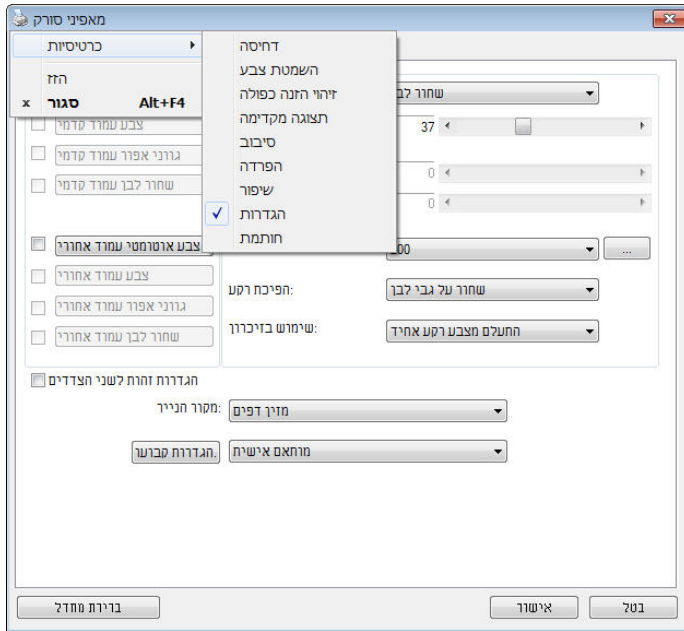 מאפיני סורק
כרטיסיות
הזז
סגור Alt+F4
דחיסה
השמטת צבע
זיהוי הזנה כפולה
תצוגה מקדימה
סיבוב
הפרדה
שיפור
הגדרות
חותמת
צבע עמוד קדמי
גווני אפור עמוד קדמי
שחור לבן עמוד קדמי
צבע אוטומטי עמוד אחורי
צבע עמוד אחורי
גווני אפור עמוד אחורי
שחור לבן עמוד אחורי
37
0
0
...
הפיכת רקע:
שחור על גבי לבן
שימוש בזיכרון:
התעלם מצבע רקע אחיד
הגדרות זהות לשני הצדדים
מקור הנייר:
מזין דפים
הגדרות קבועו.
מותאם אישית
ברירת מחדל
אישור
בטל